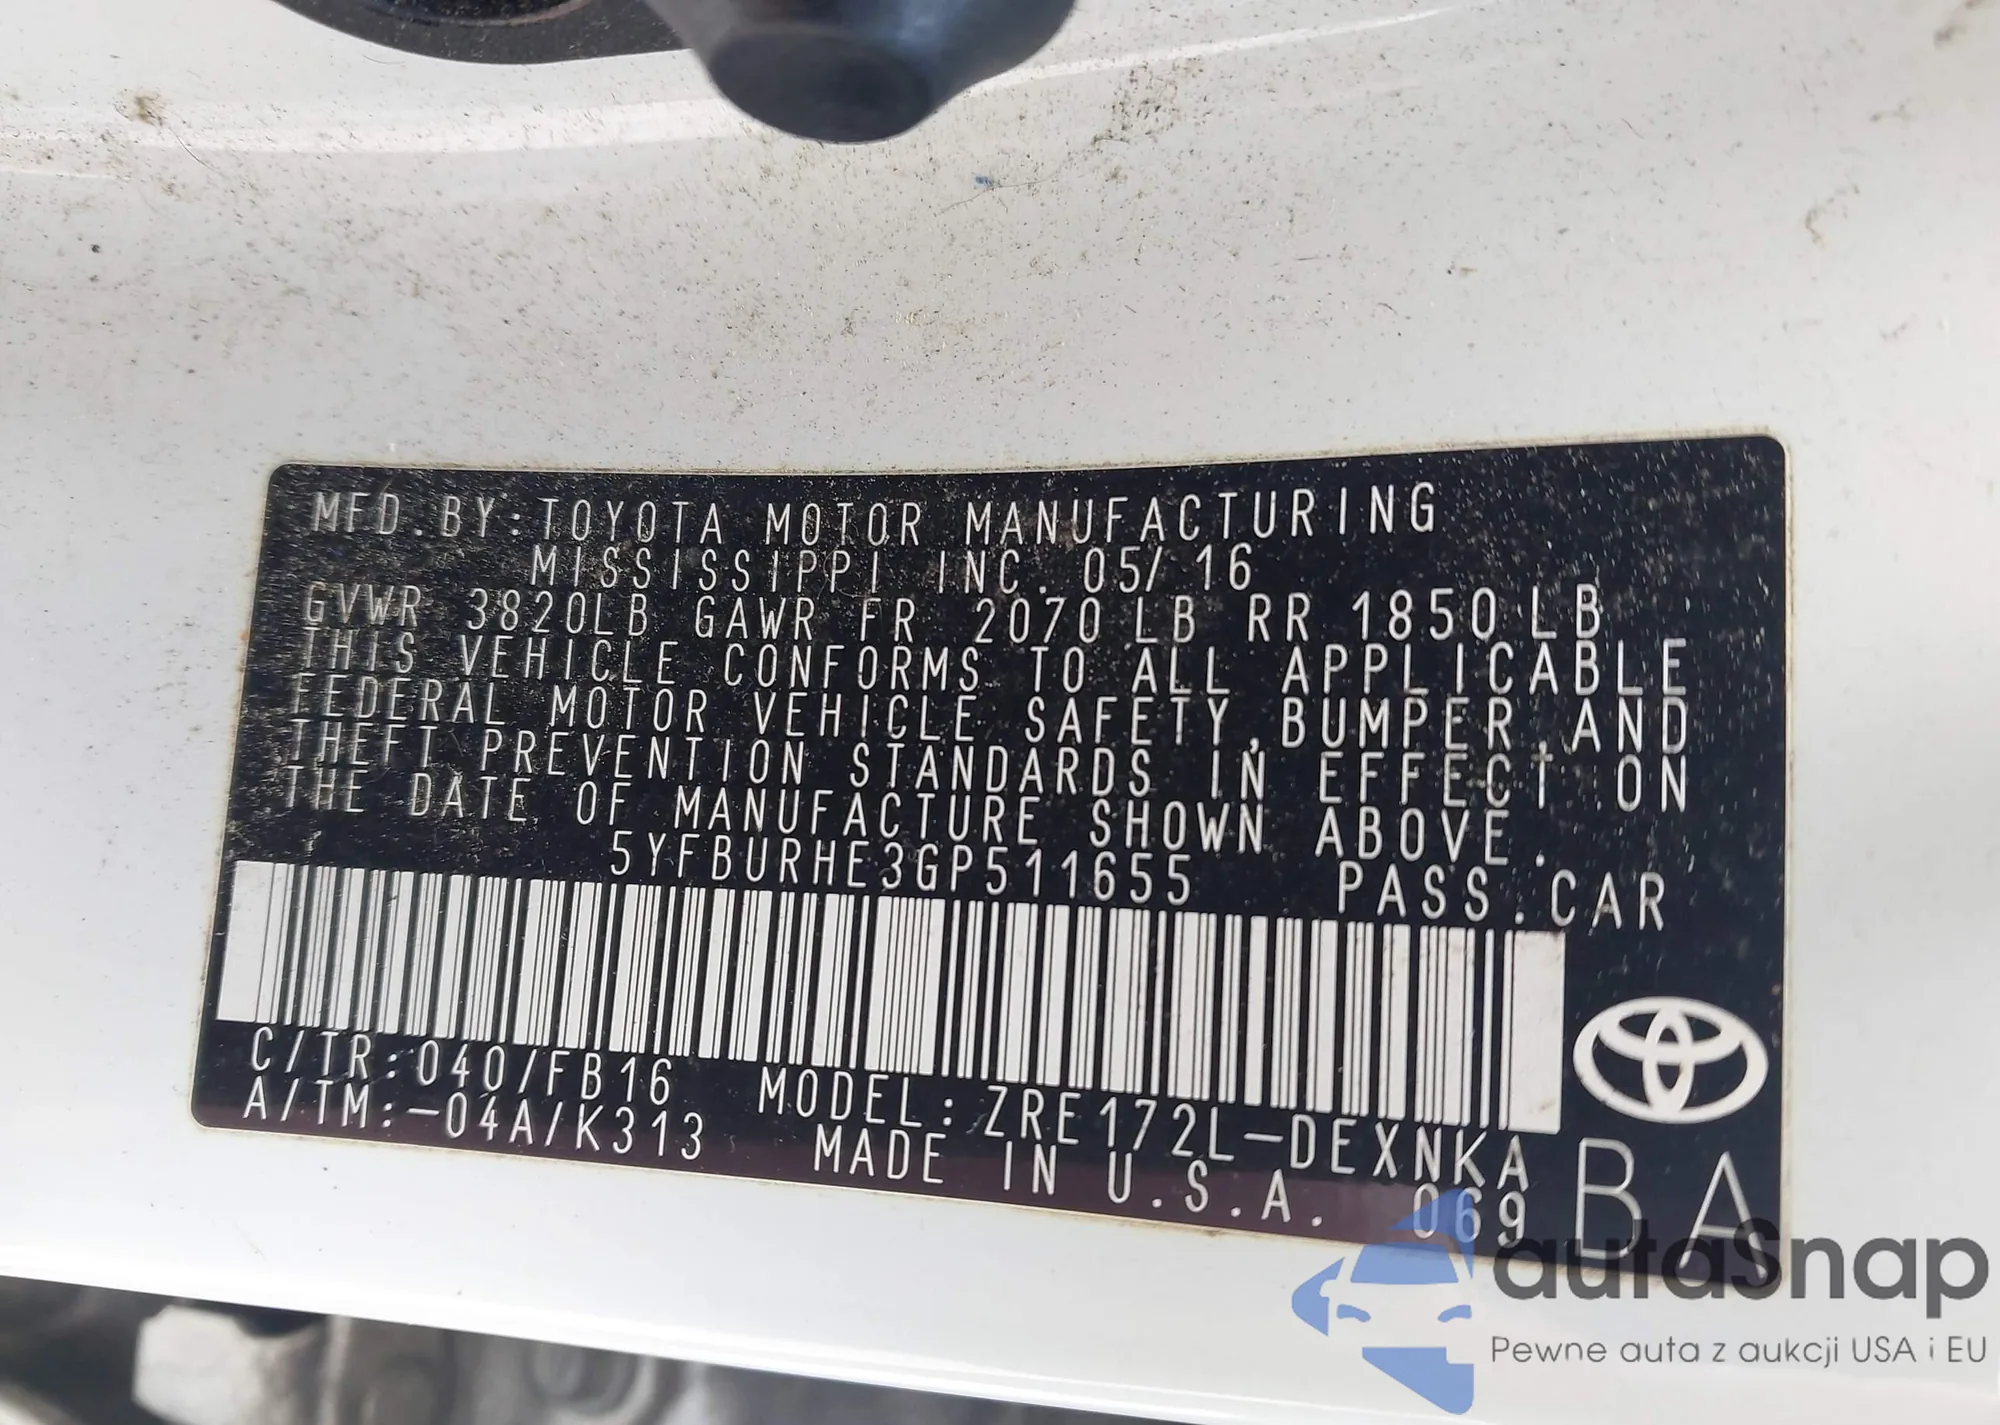 MFD.BY:TOYOTA MOTOR MANUFACTURING
MISSISSIPPI INC. 05/16
GVWR 3820LB GAWR FR 2070LB RR 1850LB
THIS VEHICLE CONFORMS TO ALL APPLICABLE
FEDERAL MOTOR VEHICLE SAFETY,BUMPER,AND
THEFT PREVENTION STANDARDS IN EFFECT ON
THE DATE OF MANUFACTURE SHOWN ABOVE.
5YFBURHE3GP511655 PASS.CAR
C/TR:040/FB16 MODEL:ZRE172L-DEXNKA
A/TM:-04A/K313 MADE IN U.S.A. 069
BA
autaSnap
Pewne auta z aukcji USA i EU